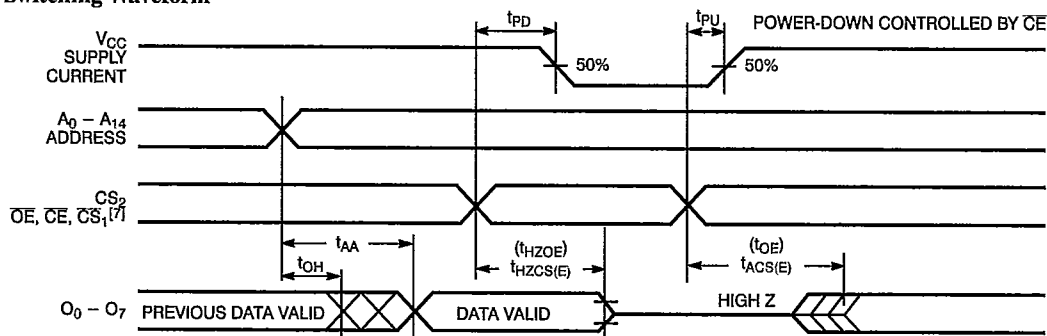 Switching Waveform
tPD
tPU
POWER-DOWN CONTROLLED BY CE
VCC
SUPPLY
CURRENT
50%
50%
A0 – A14
ADDRESS
CS2
OE, CE, CS1[7]
tAA
(tHZOE)
tHZCS(E)
(tOE)
tACS(E)
tOH
O0 – O7
PREVIOUS DATA VALID
DATA VALID
HIGH Z